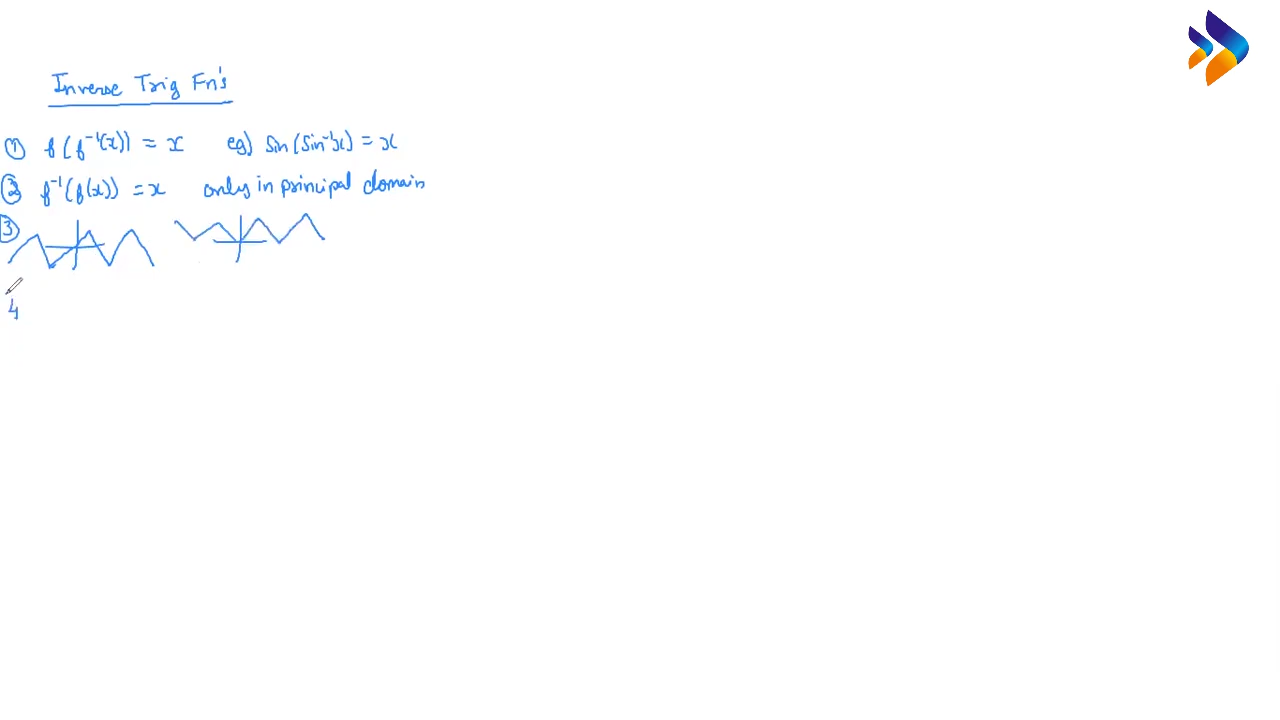 Inverse Trig Fn's
① f(f⁻¹(x)) = x eg) sin(sin⁻¹x) = x
② f⁻¹(f(x)) = x only in principal domain
③
4